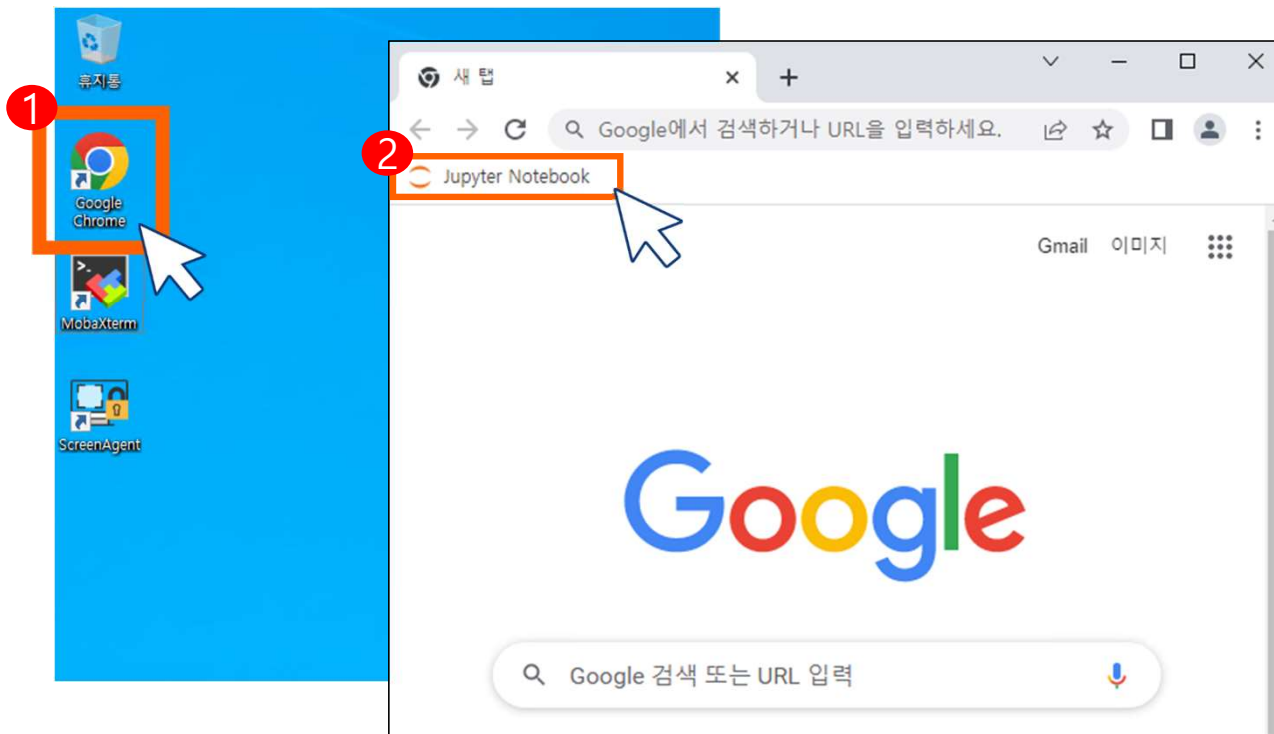 휴지통
1
Google
Chrome
MobaXterm
ScreenAgent
새 탭
Google에서 검색하거나 URL을 입력하세요.
2
Jupyter Notebook
Gmail 이미지
Google
Google 검색 또는 URL 입력